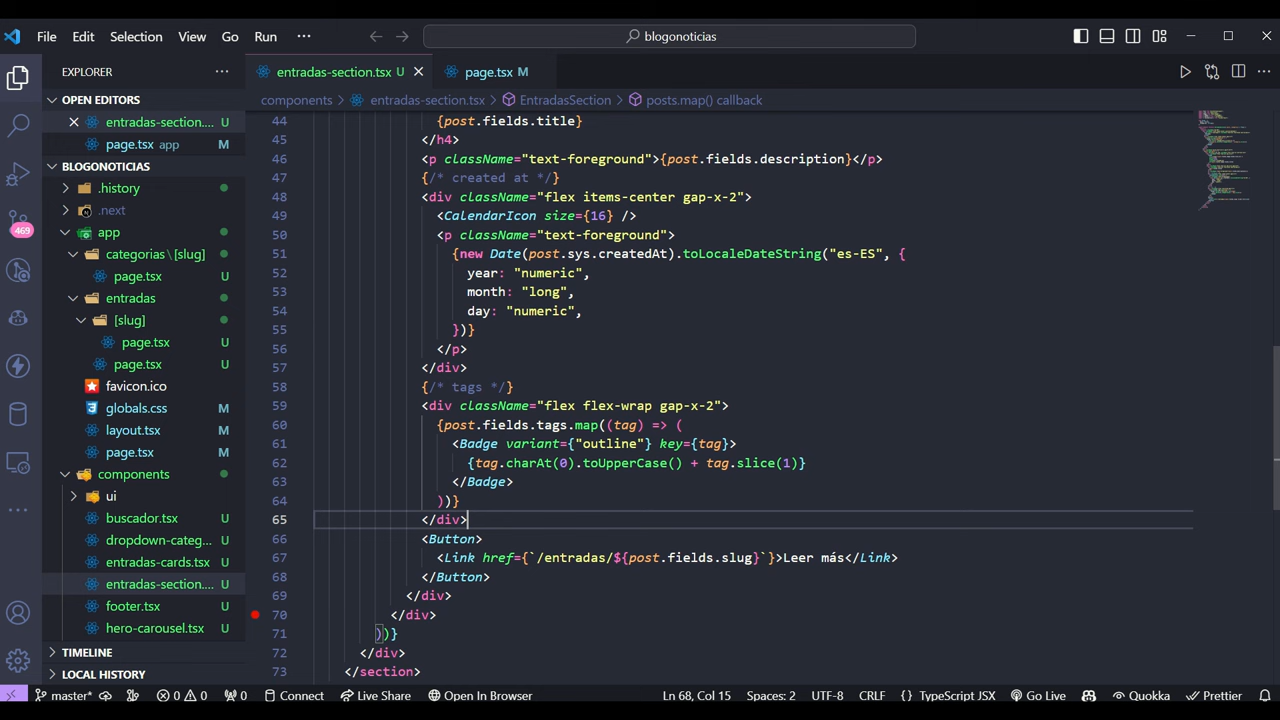 File Edit Selection View Go Run ··· blogonoticias
EXPLORER ···
entradas-section.tsx U
page.tsx M
components > entradas-section.tsx > EntradasSection > posts.map() callback
OPEN EDITORS
entradas-section....
page.tsx app M
BLOGONOTICIAS
.history
.next
app
categorias\[slug]
page.tsx U
entradas
[slug]
page.tsx U
page.tsx U
favicon.ico
globals.css M
layout.tsx M
page.tsx M
components
ui
buscador.tsx U
dropdown-categ... U
entradas-cards.tsx U
entradas-section.... U
footer.tsx U
hero-carousel.tsx U
TIMELINE
LOCAL HISTORY
469
44 {post.fields.title}
45 </h4>
46 <p className="text-foreground">{post.fields.description}</p>
47 {/* created at */}
48 <div className="flex items-center gap-x-2">
49 <CalendarIcon size={16} />
50 <p className="text-foreground">
51 {new Date(post.sys.createdAt).toLocaleDateString("es-ES", {
52 year: "numeric",
53 month: "long",
54 day: "numeric",
55 })}
56 </p>
57 </div>
58 {/* tags */}
59 <div className="flex flex-wrap gap-x-2">
60 {post.fields.tags.map((tag) => (
61 <Badge variant={"outline"} key={tag}>
62 {tag.charAt(0).toUpperCase() + tag.slice(1)}
63 </Badge>
64 ))}
65 </div>
66 <Button>
67 <Link href={`/entradas/${post.fields.slug}`}>Leer más</Link>
68 </Button>
69 </div>
70 </div>
71 ))}
72 </div>
73 </section>
master* 0 0 0 Connect Live Share Open In Browser Ln 68, Col 15 Spaces: 2 UTF-8 CRLF {} TypeScript JSX Go Live Quokka Prettier